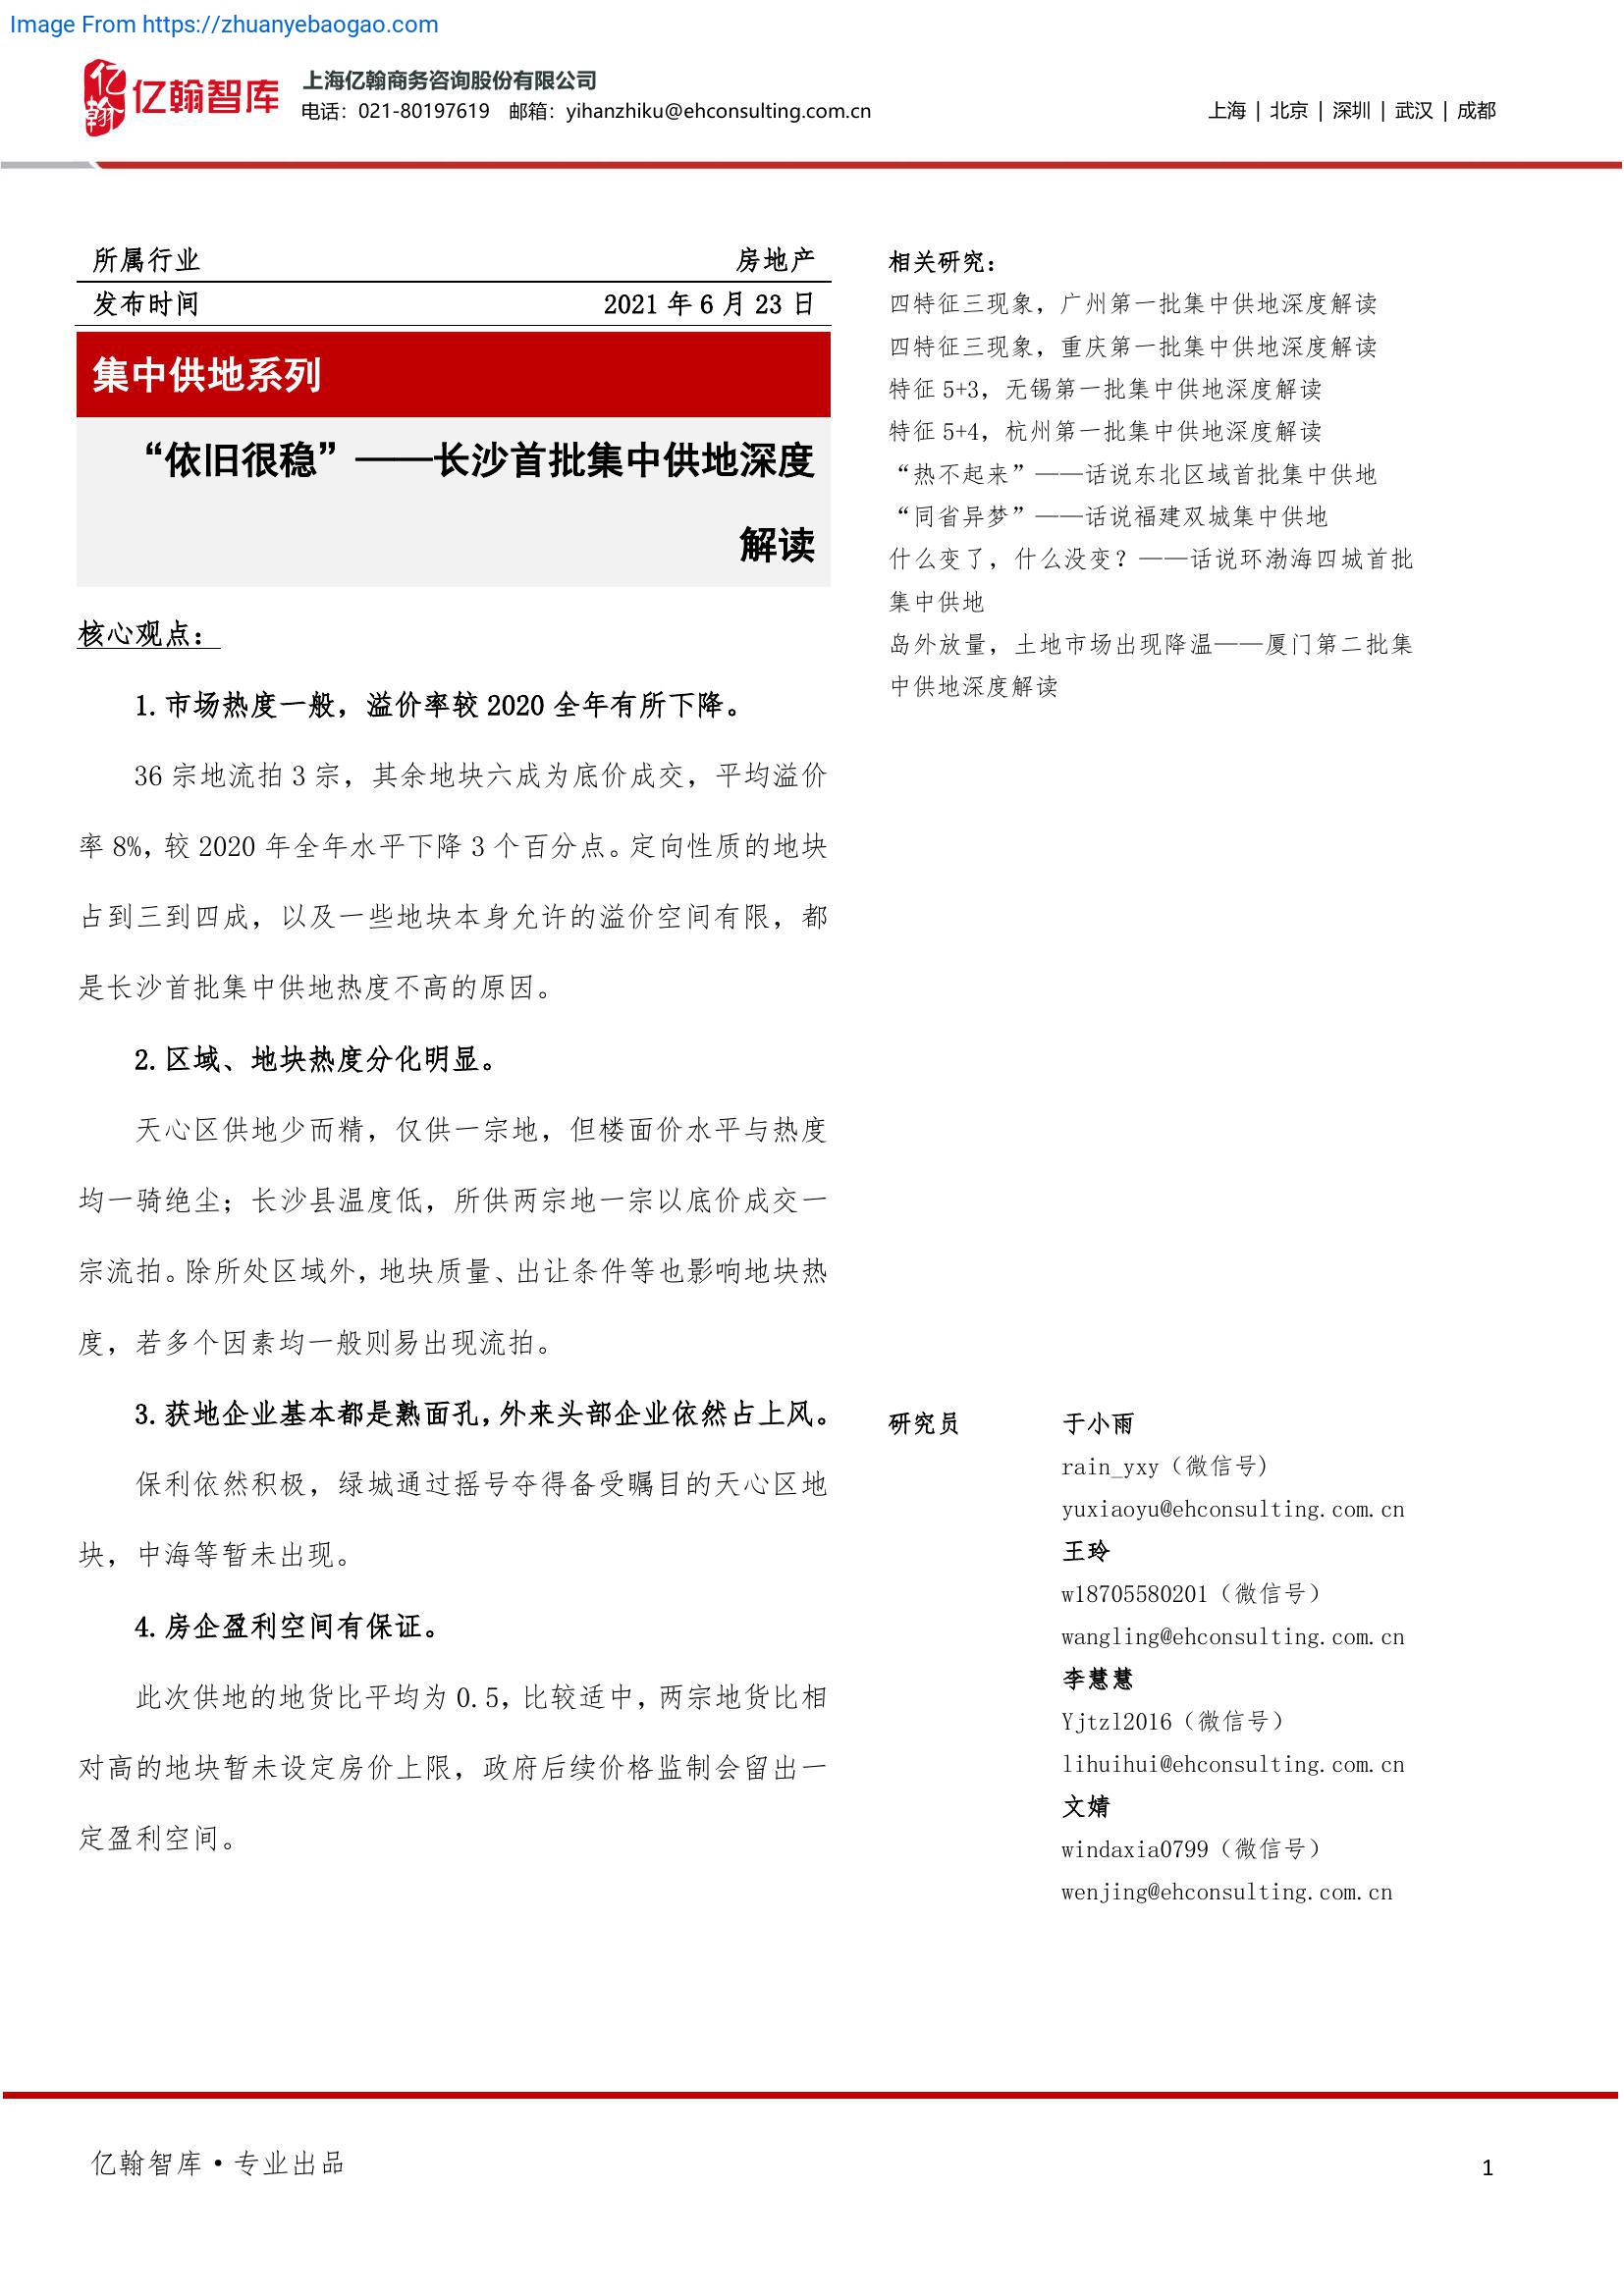 Image From https://zhuanyebaogao.com
亿翰
亿翰智库
上海亿翰商务咨询股份有限公司
电话：021-80197619 邮箱：yihanzhiku@ehconsulting.com.cn
上海 | 北京 | 深圳 | 武汉 | 成都
所属行业 房地产
发布时间 2021 年 6 月 23 日
集中供地系列
“依旧很稳”——长沙首批集中供地深度
解读
核心观点：
1.市场热度一般，溢价率较 2020 全年有所下降。
36 宗地流拍 3 宗，其余地块六成为底价成交，平均溢价
率 8%，较 2020 年全年水平下降 3 个百分点。定向性质的地块
占到三到四成，以及一些地块本身允许的溢价空间有限，都
是长沙首批集中供地热度不高的原因。
2.区域、地块热度分化明显。
天心区供地少而精，仅供一宗地，但楼面价水平与热度
均一骑绝尘；长沙县温度低，所供两宗地一宗以底价成交一
宗流拍。除所处区域外，地块质量、出让条件等也影响地块热
度，若多个因素均一般则易出现流拍。
3.获地企业基本都是熟面孔，外来头部企业依然占上风。
保利依然积极，绿城通过摇号夺得备受瞩目的天心区地
块，中海等暂未出现。
4.房企盈利空间有保证。
此次供地的地货比平均为 0.5，比较适中，两宗地货比相
对高的地块暂未设定房价上限，政府后续价格监制会留出一
定盈利空间。
相关研究：
四特征三现象，广州第一批集中供地深度解读
四特征三现象，重庆第一批集中供地深度解读
特征 5+3，无锡第一批集中供地深度解读
特征 5+4，杭州第一批集中供地深度解读
“热不起来”——话说东北区域首批集中供地
“同省异梦”——话说福建双城集中供地
什么变了，什么没变？——话说环渤海四城首批
集中供地
岛外放量，土地市场出现降温——厦门第二批集
中供地深度解读
研究员 于小雨
rain_yxy（微信号）
yuxiaoyu@ehconsulting.com.cn
王玲
w18705580201（微信号）
wangling@ehconsulting.com.cn
李慧慧
Yjtzl2016（微信号）
lihuihui@ehconsulting.com.cn
文婧
windaxia0799（微信号）
wenjing@ehconsulting.com.cn
亿翰智库·专业出品
1